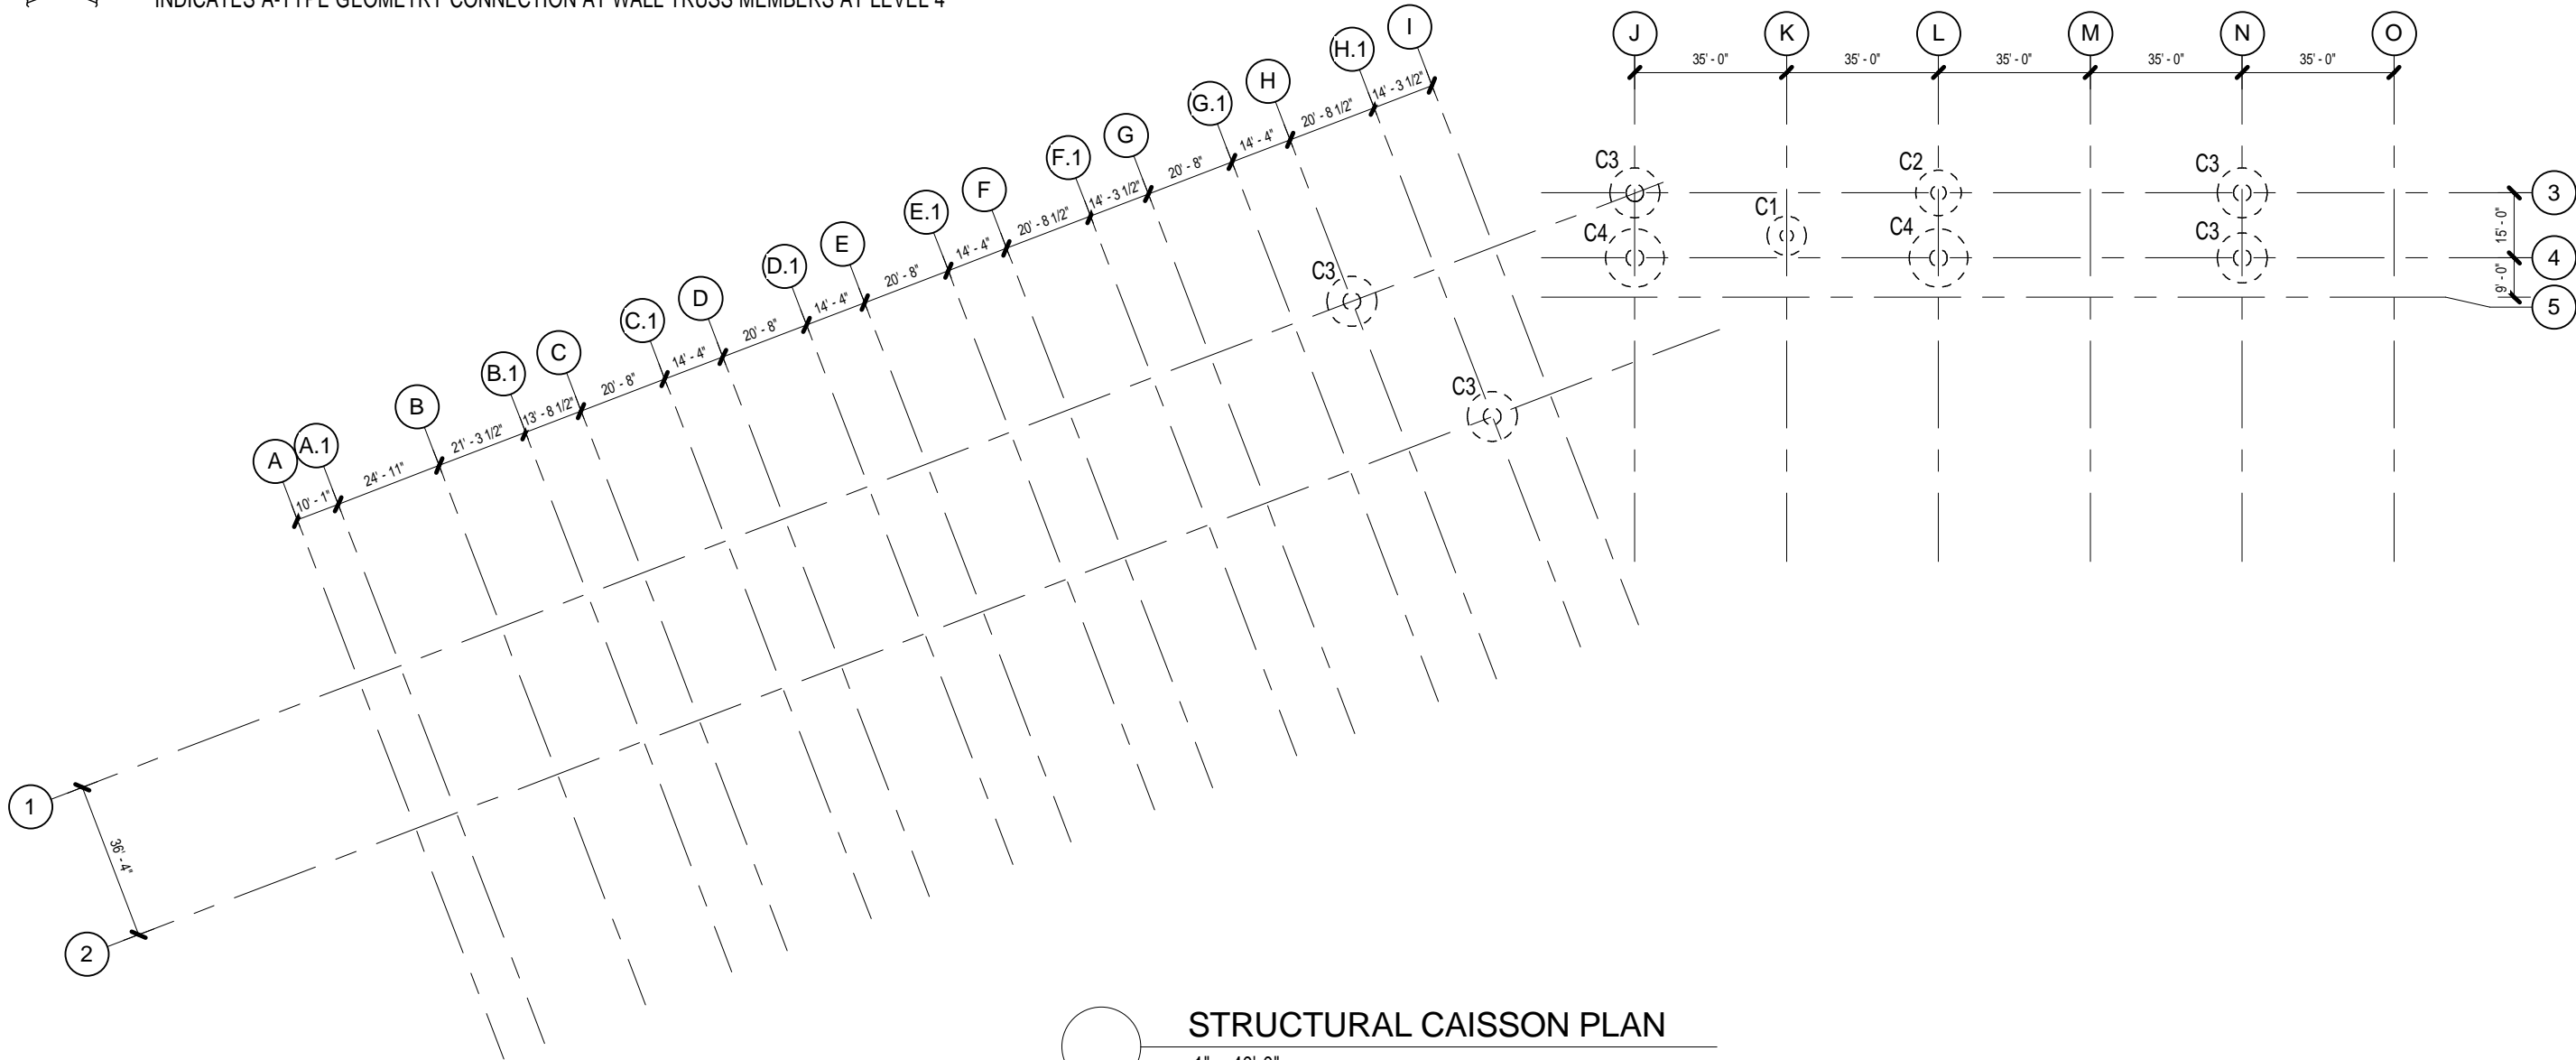 INDICATES A-TYPE GEOMETRY CONNECTION AT WALL TRUSS MEMBERS AT LEVEL 4
I
H.1
14' - 3 1/2"
H
20' - 8 1/2"
G.1
14' - 4"
G
20' - 8"
F.1
14' - 3 1/2"
F
20' - 8 1/2"
E.1
14' - 4"
E
20' - 8"
D.1
14' - 4"
D
20' - 8"
C.1
14' - 4"
C
20' - 8"
B.1
13' - 8 1/2"
B
21' - 3 1/2"
A.1
24' - 11"
A
10' - 1"
J
K
L
M
N
O
35' - 0"
35' - 0"
35' - 0"
35' - 0"
35' - 0"
C3
C2
C3
3
C1
15' - 0"
C4
C4
C3
4
9' - 0"
5
C3
C3
1
36' - 4"
2
STRUCTURAL CAISSON PLAN